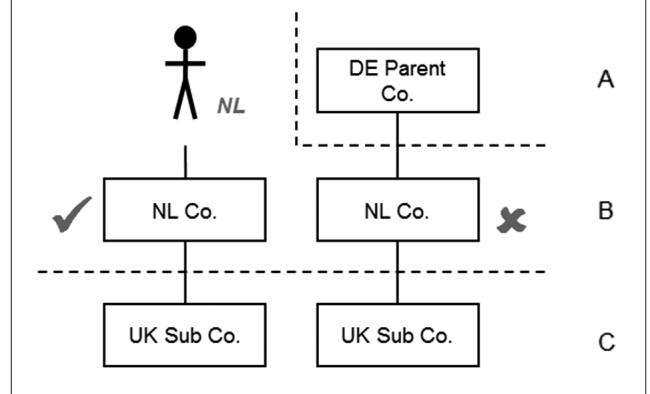 DE Parent
Co.
A
NL
NL Co.
NL Co.
B
UK Sub Co.
UK Sub Co.
C